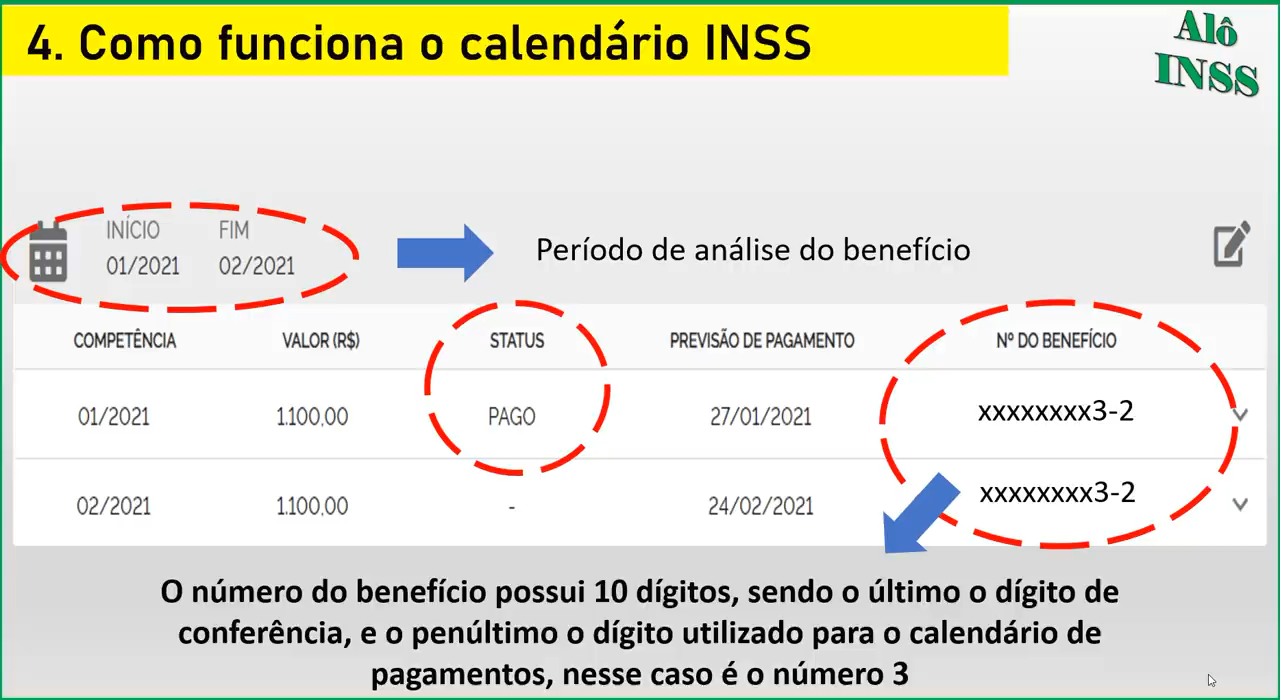 4. Como funciona o calendário INSS
Alô
INSS
INÍCIO FIM
01/2021 02/2021
Período de análise do benefício
COMPETÊNCIA VALOR (R$) STATUS PREVISÃO DE PAGAMENTO Nº DO BENEFÍCIO
01/2021 1.100,00 PAGO 27/01/2021 xxxxxxxx3-2
02/2021 1.100,00 - 24/02/2021 xxxxxxxx3-2
O número do benefício possui 10 dígitos, sendo o último o dígito de
conferência, e o penúltimo o dígito utilizado para o calendário de
pagamentos, nesse caso é o número 3